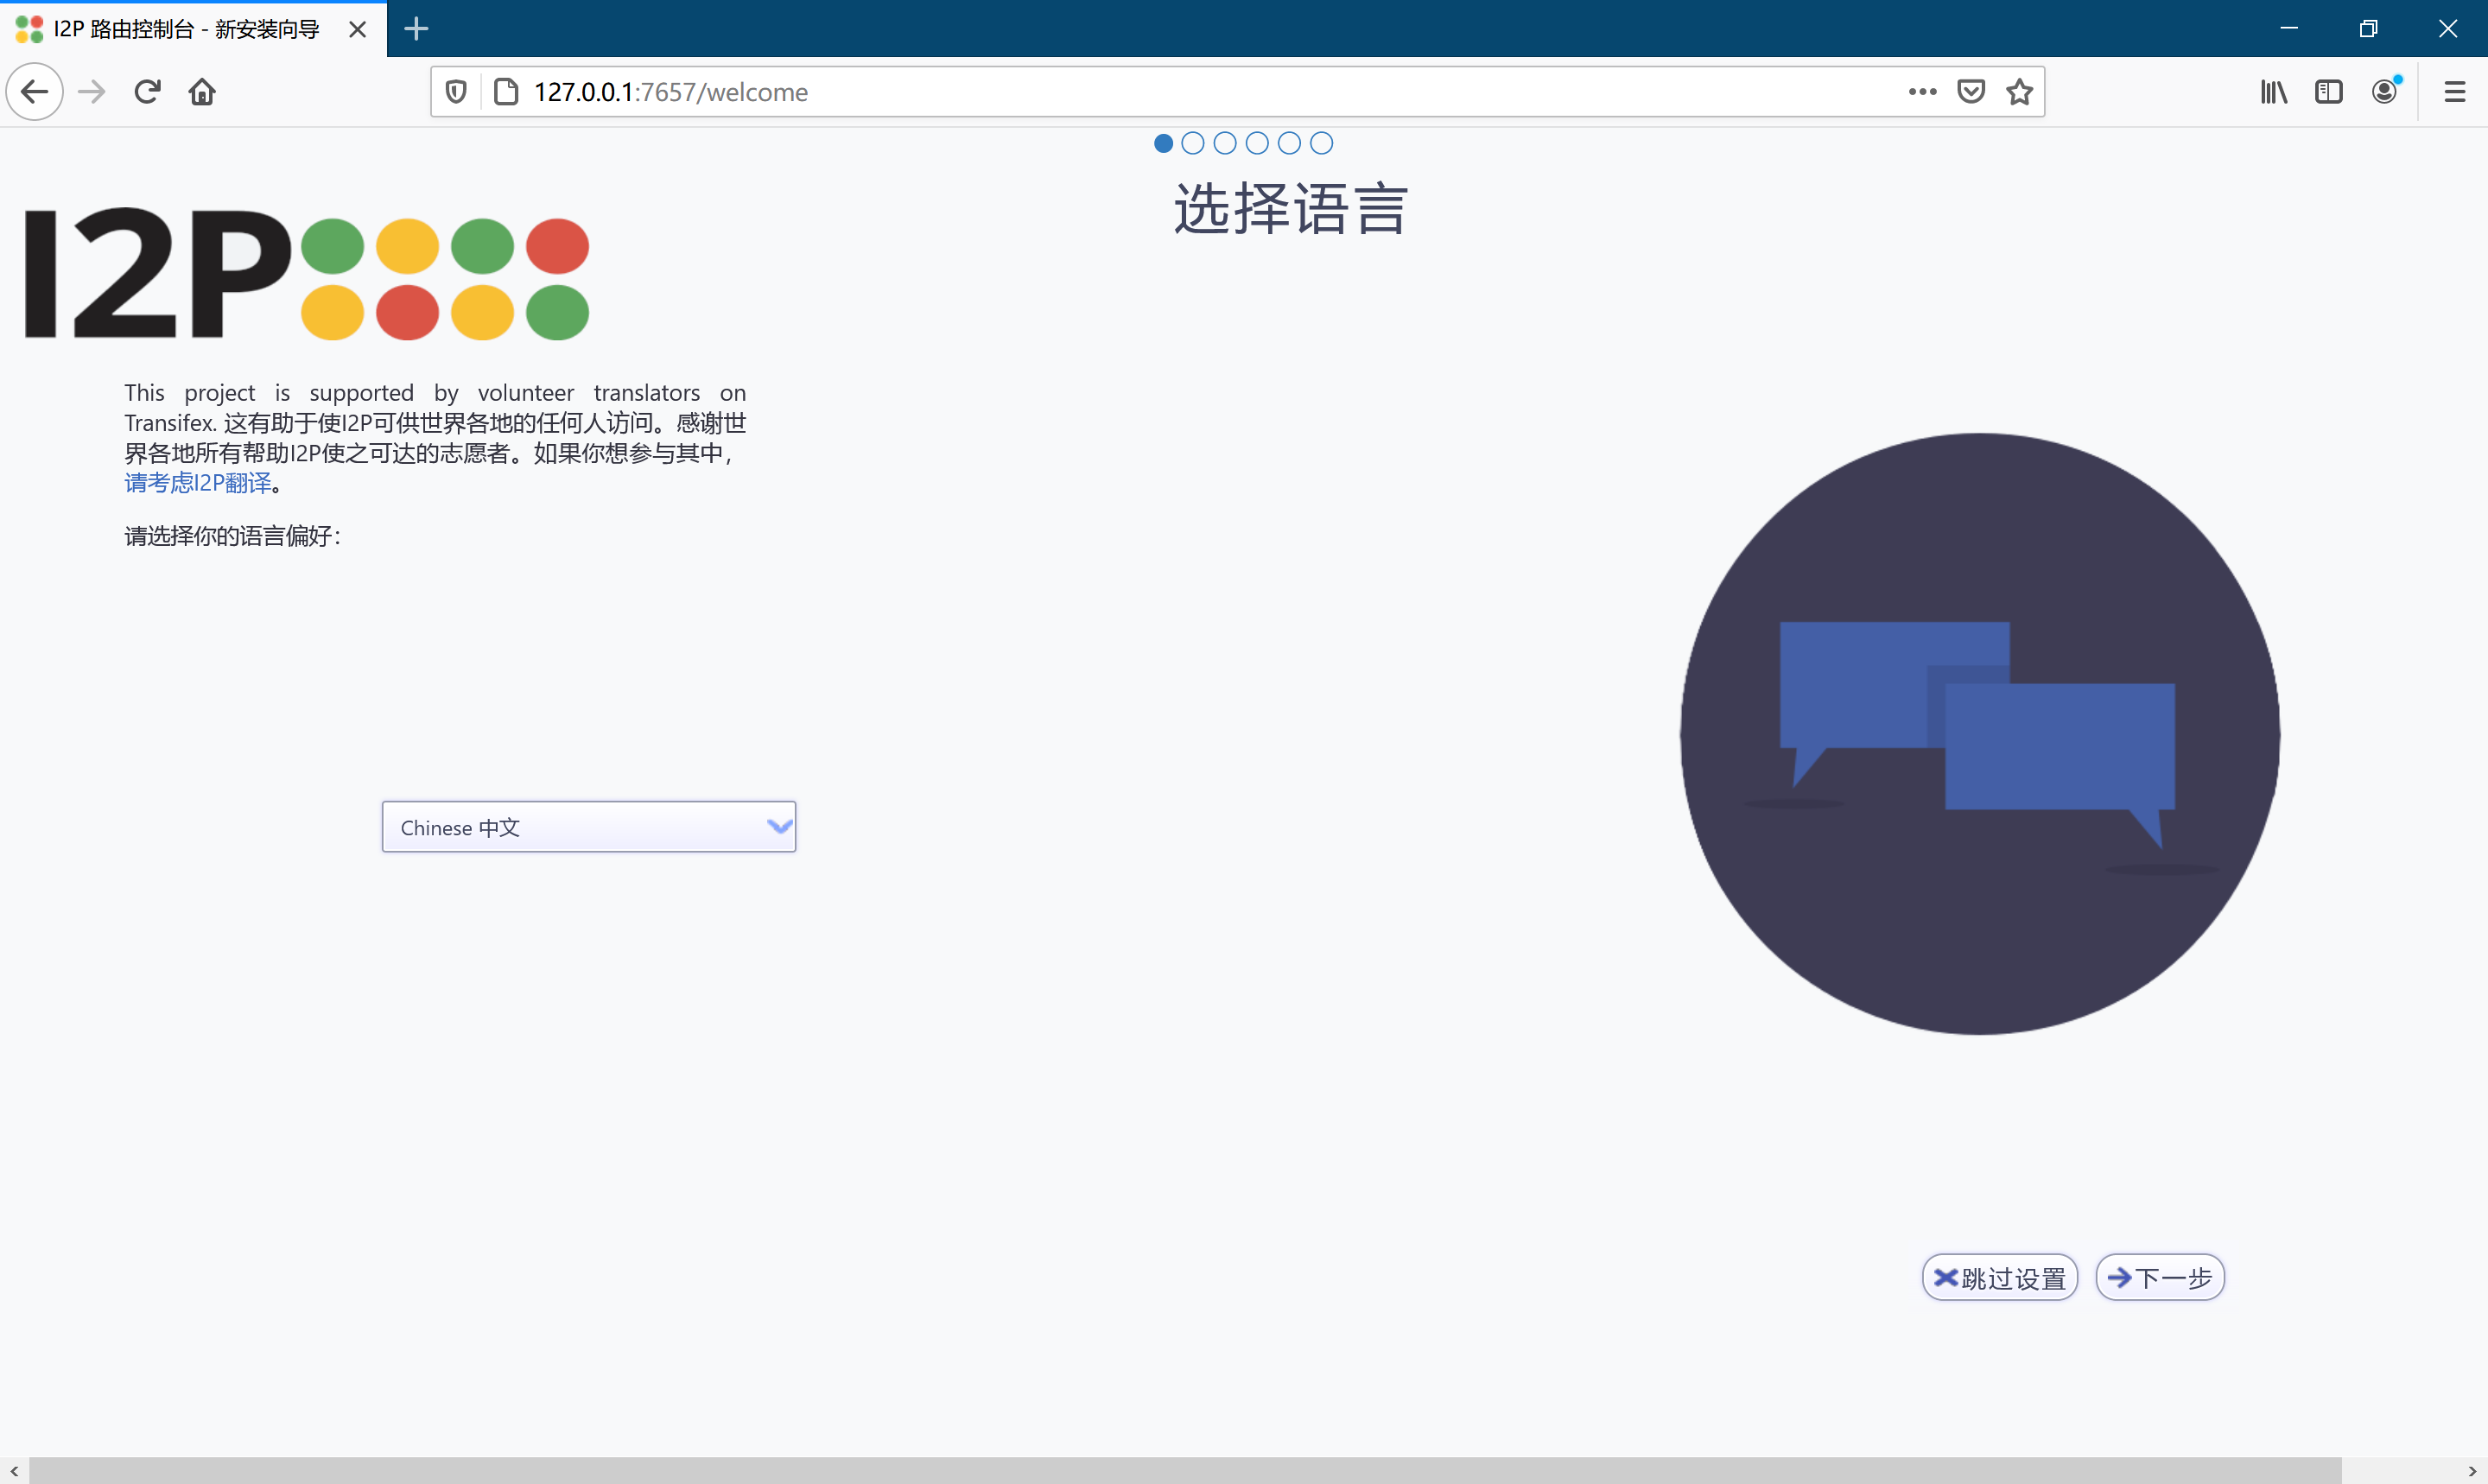 I2P 路由控制台 - 新安装向导
127.0.0.1:7657/welcome
选择语言
I2P
This project is supported by volunteer translators on
Transifex. 这有助于使I2P可供世界各地的任何人访问。感谢世
界各地所有帮助I2P使之可达的志愿者。如果你想参与其中，
请考虑I2P翻译。
请选择你的语言偏好：
Chinese 中文
跳过设置
下一步